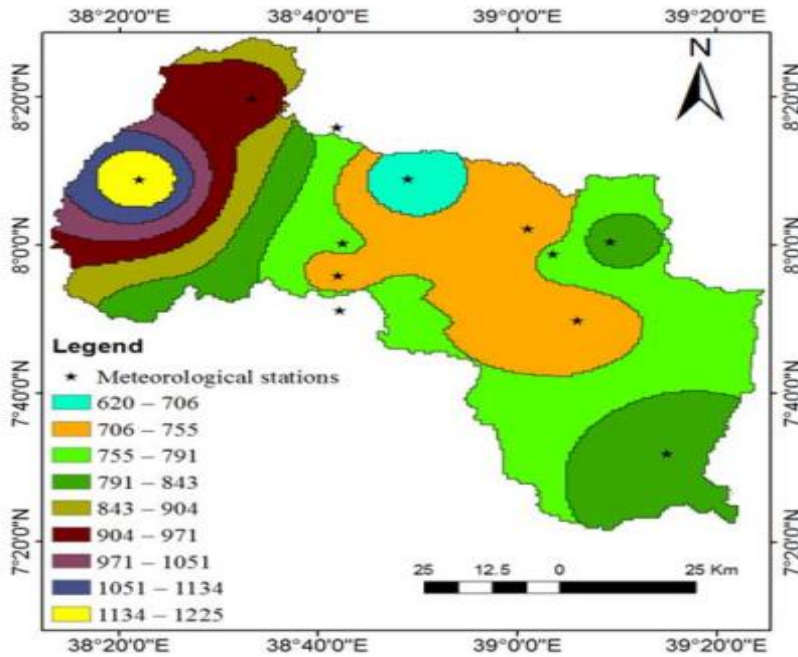 38°20'0"E 38°40'0"E 39°0'0"E 39°20'0"E
N
8°20'0"N 8°20'0"N
8°0'0"N 8°0'0"N
7°40'0"N 7°40'0"N
7°20'0"N 7°20'0"N
Legend
Meteorological stations
620 – 706
706 – 755
755 – 791
791 – 843
843 – 904
904 – 971
971 – 1051
1051 – 1134
1134 – 1225
25 12.5 0 25 Km
38°20'0"E 38°40'0"E 39°0'0"E 39°20'0"E